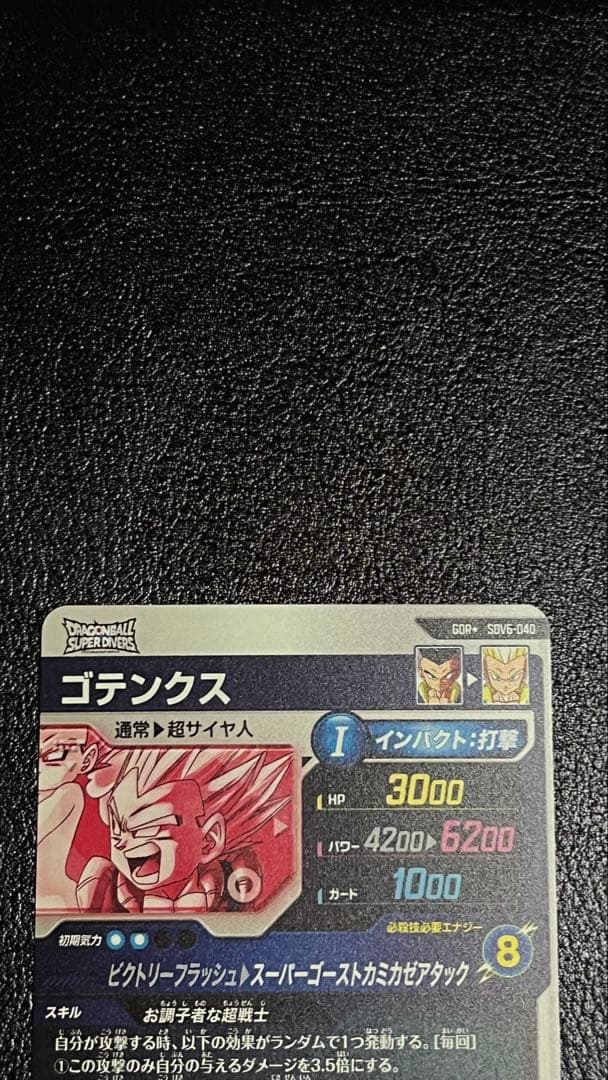 GDR★ SDV6-040
DRAGONBALL
SUPER DIVERS
ゴテンクス
通常▶超サイヤ人
I インパクト:打撃
HP 3000
パワー 4200▶6200
ガード 1000
必殺技必要エナジー
8
初期気力
ビクトリーフラッシュ▶スーパーゴーストカミカゼアタック
スキル お調子者な超戦士
自分が攻撃する時、以下の効果がランダムで1つ発動する。[毎回]
①この攻撃のみ自分の与えるダメージを3.5倍にする。